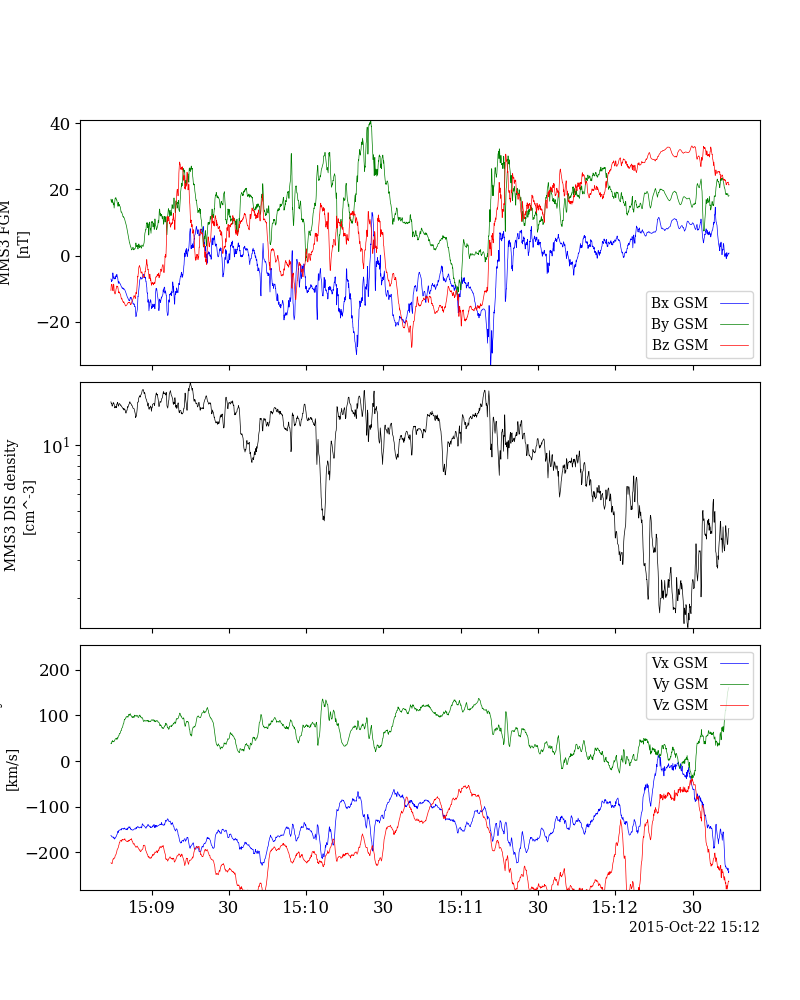 40
20
0
−20
MMS3 FGM
[nT]
Bx GSM
By GSM
Bz GSM
10^1
MMS3 DIS density
[cm^-3]
200
100
0
−100
−200
[km/s]
Vx GSM
Vy GSM
Vz GSM
15:09
30
15:10
30
15:11
30
15:12
30
2015-Oct-22 15:12